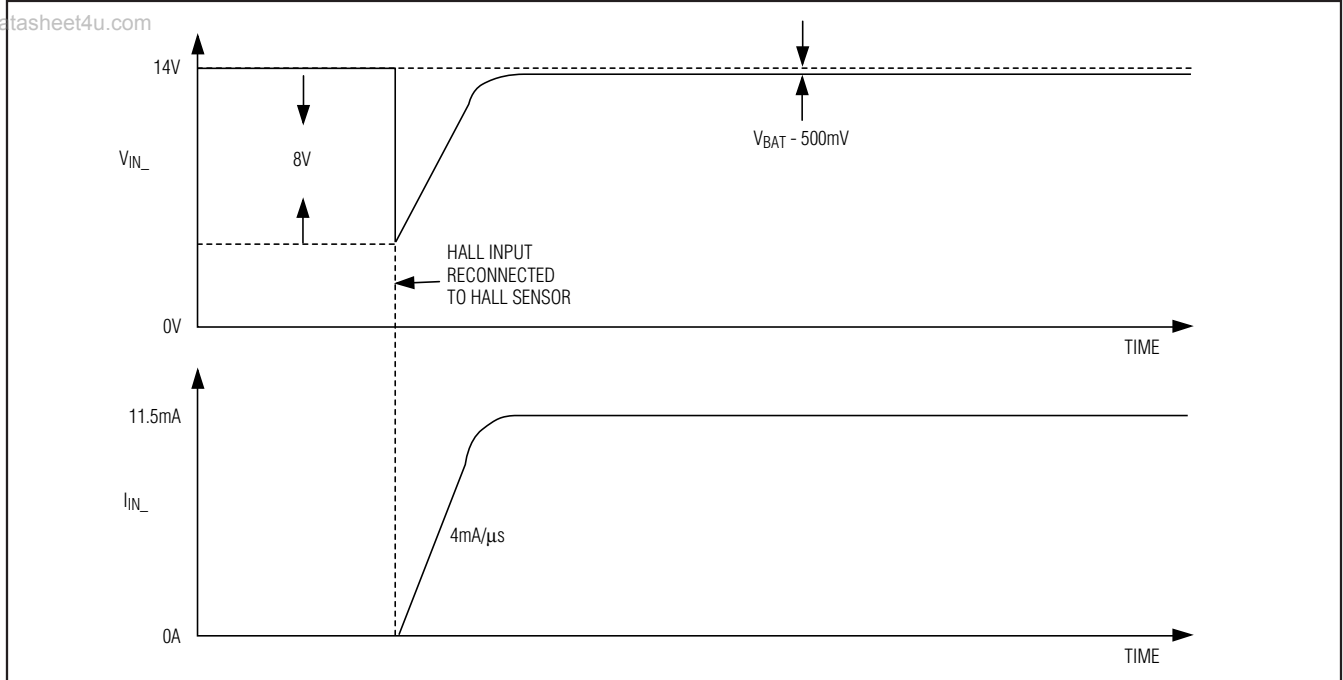 atasheet4u.com
14V
VIN_
8V
VBAT - 500mV
HALL INPUT
RECONNECTED
TO HALL SENSOR
0V
TIME
11.5mA
IIN_
4mA/μs
0A
TIME